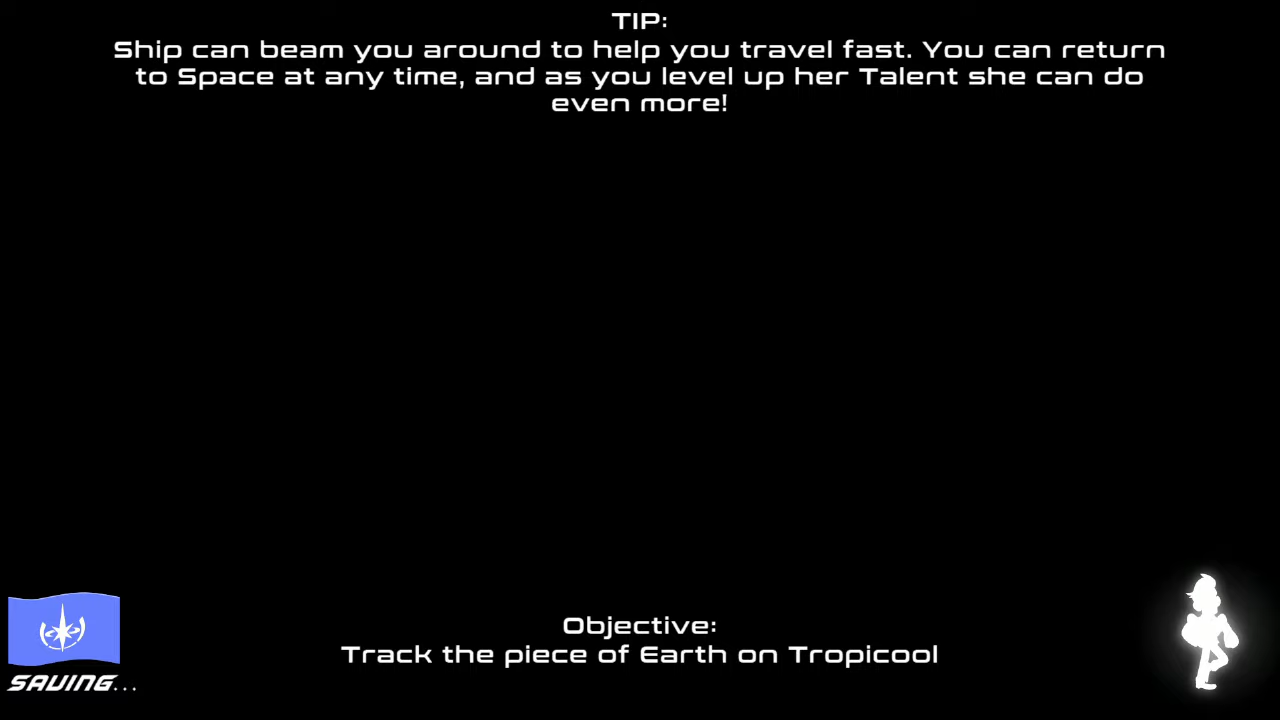 TIP:
Ship can beam you around to help you travel fast. You can return
to Space at any time, and as you level up her Talent she can do
even more!
Objective:
Track the piece of Earth on Tropicool
SAVING...